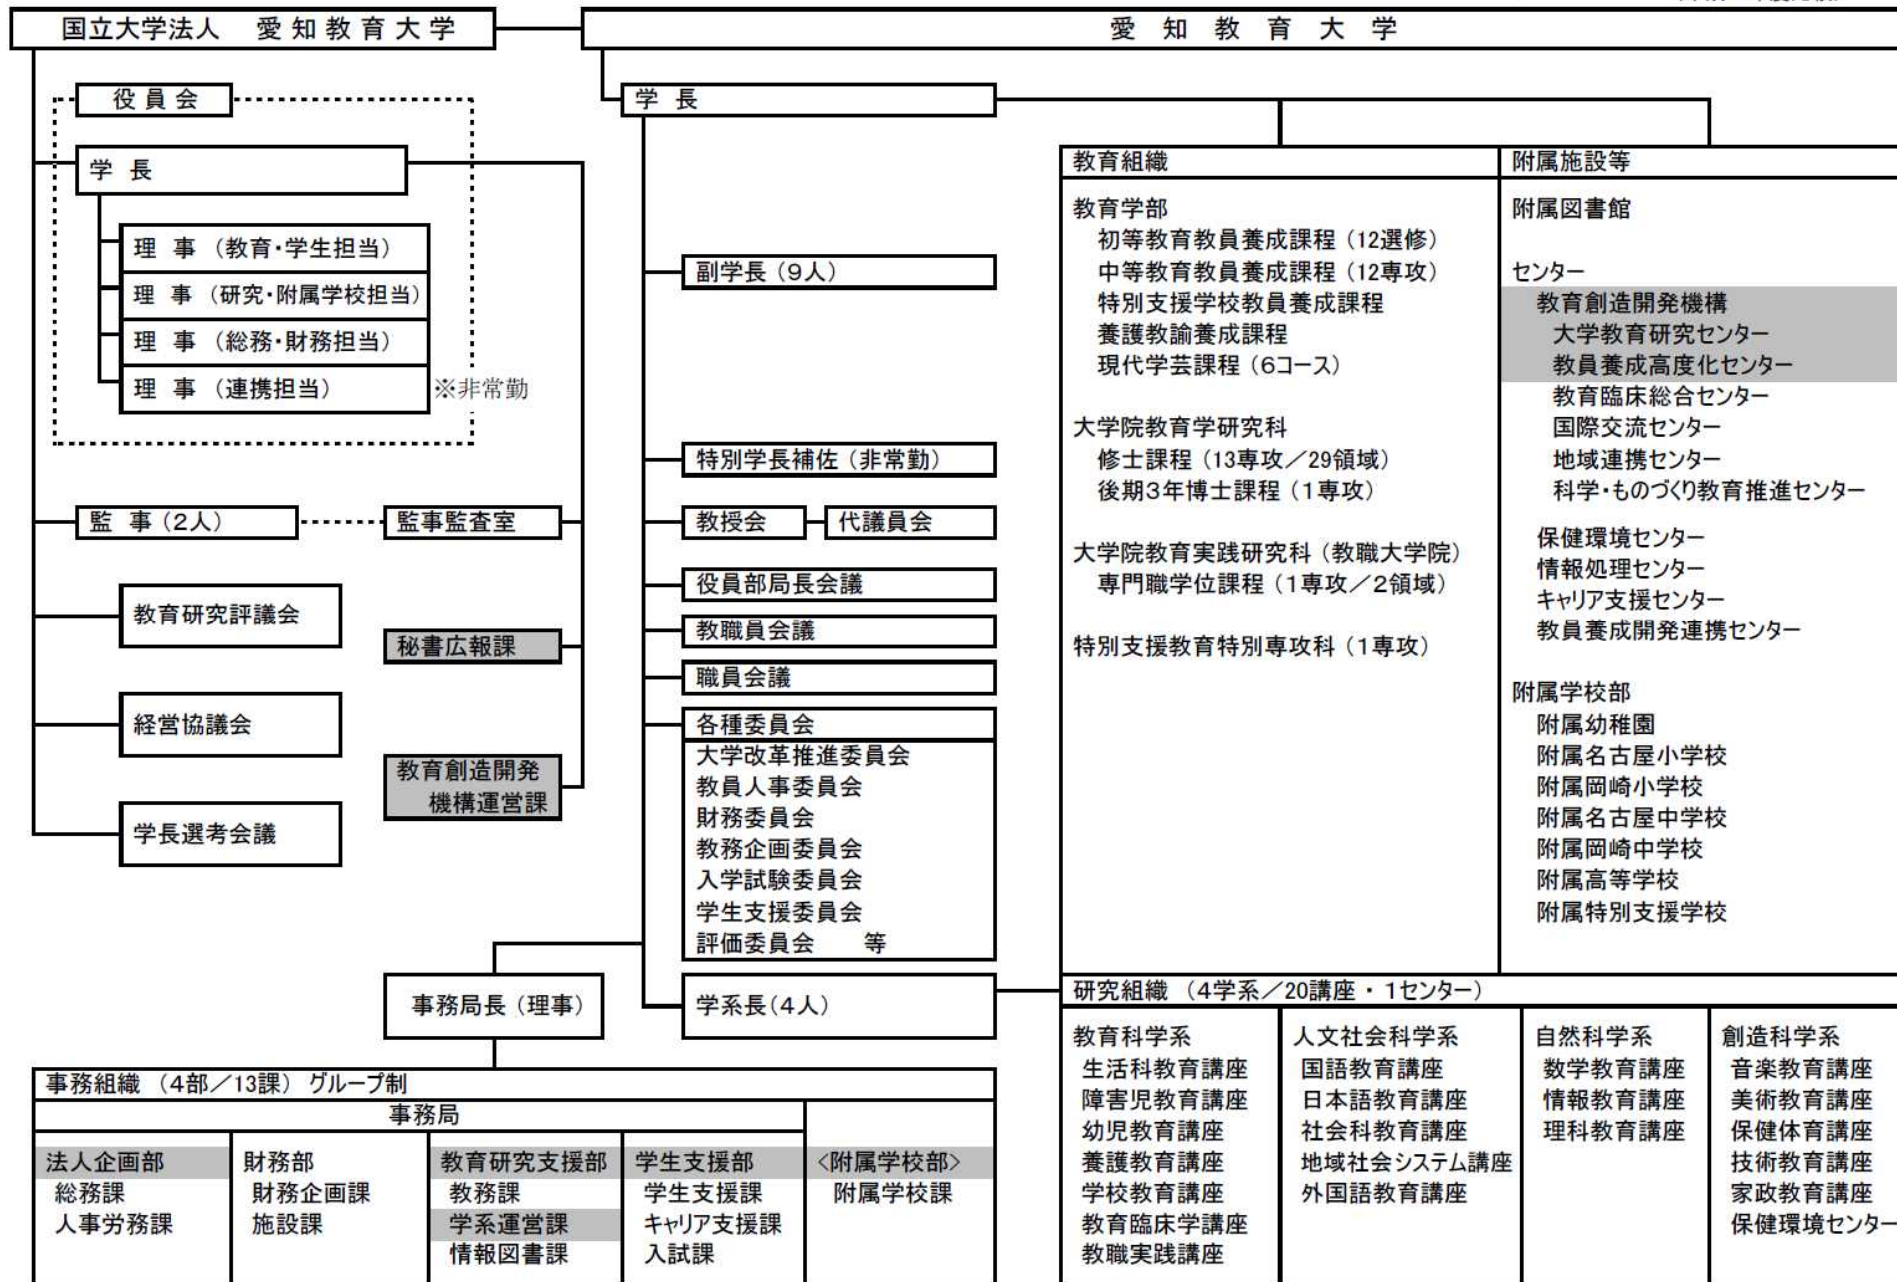 国立大学法人 愛知教育大学
愛知教育大学
役員会
学長
理事（教育・学生担当）
理事（研究・附属学校担当）
理事（総務・財務担当）
理事（連携担当）
※非常勤
監事（2人）
監事監査室
教育研究評議会
秘書広報課
経営協議会
教育創造開発
機構運営課
学長選考会議
学長
副学長（9人）
特別学長補佐（非常勤）
教授会
代議員会
役員部局長会議
教職員会議
職員会議
各種委員会
大学改革推進委員会
教員人事委員会
財務委員会
教務企画委員会
入学試験委員会
学生支援委員会
評価委員会 等
事務局長（理事）
学系長（4人）
教育組織
教育学部
初等教育教員養成課程（12選修）
中等教育教員養成課程（12専攻）
特別支援学校教員養成課程
養護教諭養成課程
現代学芸課程（6コース）
大学院教育学研究科
修士課程（13専攻／29領域）
後期3年博士課程（1専攻）
大学院教育実践研究科（教職大学院）
専門職学位課程（1専攻／2領域）
特別支援教育特別専攻科（1専攻）
附属施設等
附属図書館
センター
教育創造開発機構
大学教育研究センター
教員養成高度化センター
教育臨床総合センター
国際交流センター
地域連携センター
科学・ものづくり教育推進センター
保健環境センター
情報処理センター
キャリア支援センター
教員養成開発連携センター
附属学校部
附属幼稚園
附属名古屋小学校
附属岡崎小学校
附属名古屋中学校
附属岡崎中学校
附属高等学校
附属特別支援学校
研究組織（4学系／20講座・1センター）
教育科学系
生活科教育講座
障害児教育講座
幼児教育講座
養護教育講座
学校教育講座
教育臨床学講座
教職実践講座
人文社会科学系
国語教育講座
日本語教育講座
社会科教育講座
地域社会システム講座
外国語教育講座
自然科学系
数学教育講座
情報教育講座
理科教育講座
創造科学系
音楽教育講座
美術教育講座
保健体育講座
技術教育講座
家政教育講座
保健環境センター
事務組織（4部／13課）グループ制
事務局
法人企画部
総務課
人事労務課
財務部
財務企画課
施設課
教育研究支援部
教務課
学系運営課
情報図書課
学生支援部
学生支援課
キャリア支援課
入試課
<附属学校部>
附属学校課